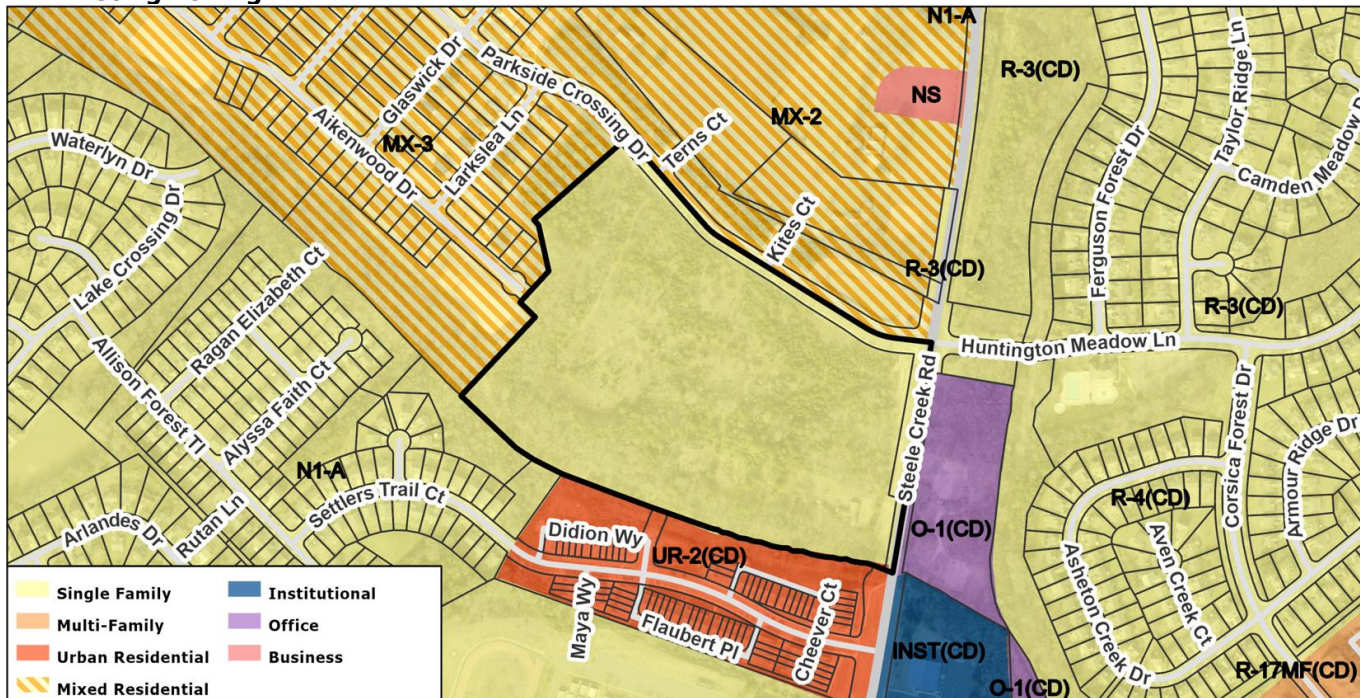 N1-A
R-3(CD)
NS
MX-2
Parkside Crossing Dr
Glaswick Dr
Larkslea Ln
MX-3
Aikenwood Dr
Terns Ct
Kites Ct
R-3(CD)
Taylor Ridge Ln
Camden Meadow D
Ferguson Forest Dr
R-3(CD)
Waterlyn Dr
Lake Crossing Dr
Ragan Elizabeth Ct
Alyssa Faith Ct
Allison Forest Tl
N1-A
Settlers Trail Ct
Rutan Ln
Arlandes Dr
Huntington Meadow Ln
Steele Creek Rd
Corsica Forest Dr
Armour Ridge Dr
R-4(CD)
Aven Creek Ct
Asheton Creek Dr
O-1(CD)
Didion Wy
UR-2(CD)
Maya Wy
Flaubert Pl
Cheever Ct
INST(CD)
O-1(CD)
R-17MF(CD)
Single Family
Multi-Family
Urban Residential
Mixed Residential
Institutional
Office
Business